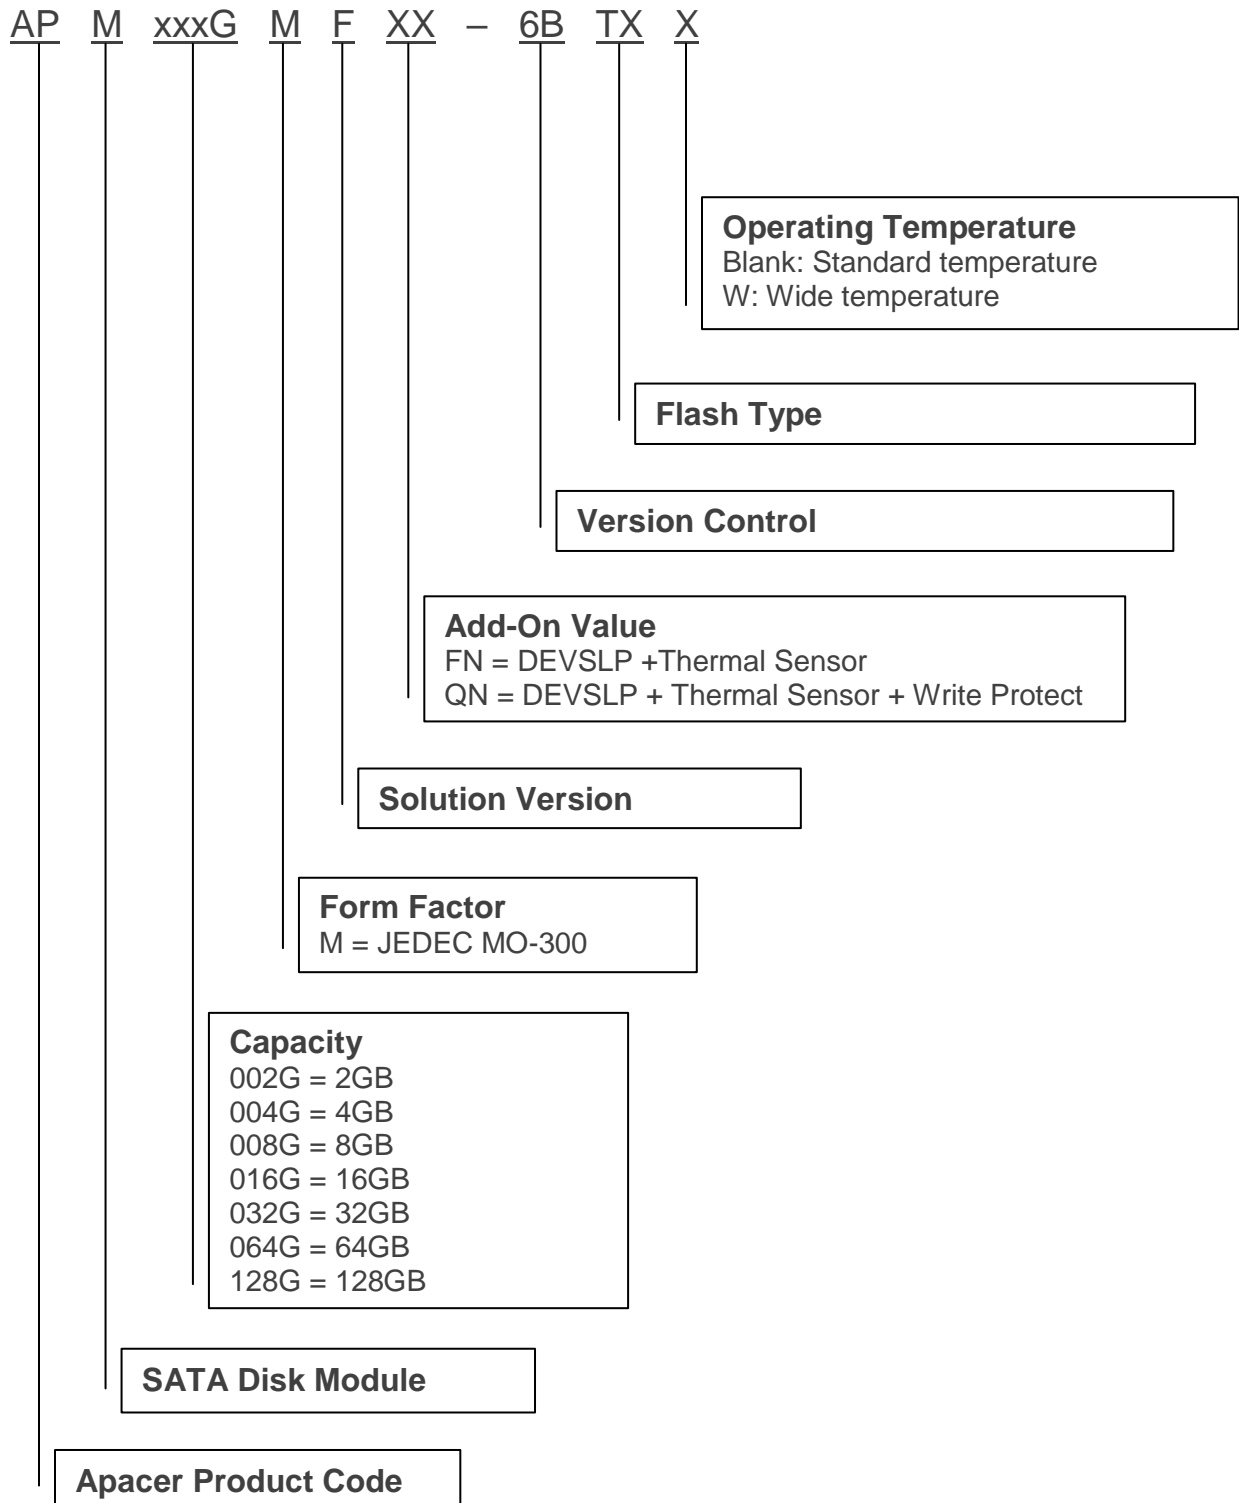 AP M xxxG M F XX – 6B TX X
Operating Temperature
Blank: Standard temperature
W: Wide temperature
Flash Type
Version Control
Add-On Value
FN = DEVSLP +Thermal Sensor
QN = DEVSLP + Thermal Sensor + Write Protect
Solution Version
Form Factor
M = JEDEC MO-300
Capacity
002G = 2GB
004G = 4GB
008G = 8GB
016G = 16GB
032G = 32GB
064G = 64GB
128G = 128GB
SATA Disk Module
Apacer Product Code